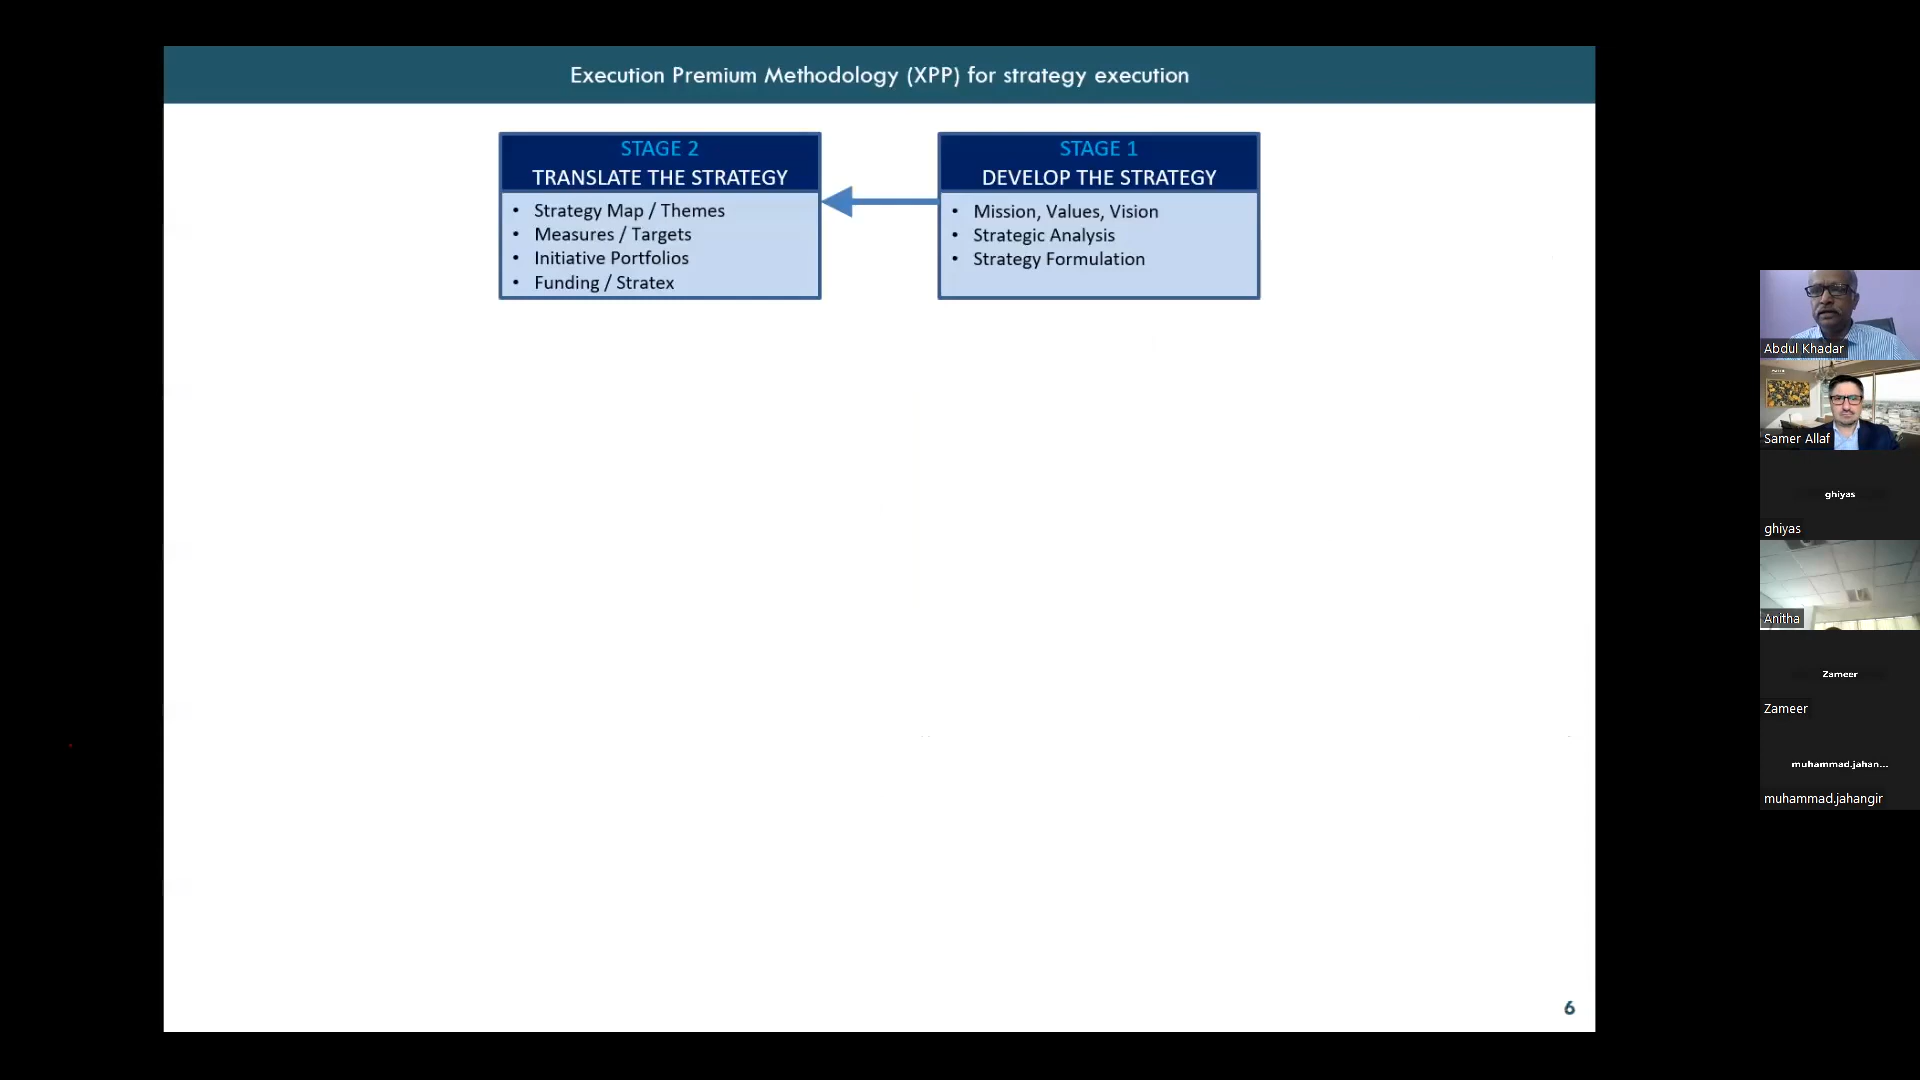 Execution Premium Methodology (XPP) for strategy execution
STAGE 2
TRANSLATE THE STRATEGY
• Strategy Map / Themes
• Measures / Targets
• Initiative Portfolios
• Funding / Stratex
STAGE 1
DEVELOP THE STRATEGY
• Mission, Values, Vision
• Strategic Analysis
• Strategy Formulation
6
Abdul Khadar
Samer Allaf
ghiyas
ghiyas
Anitha
Zameer
Zameer
muhammad.jahan...
muhammad.jahangir